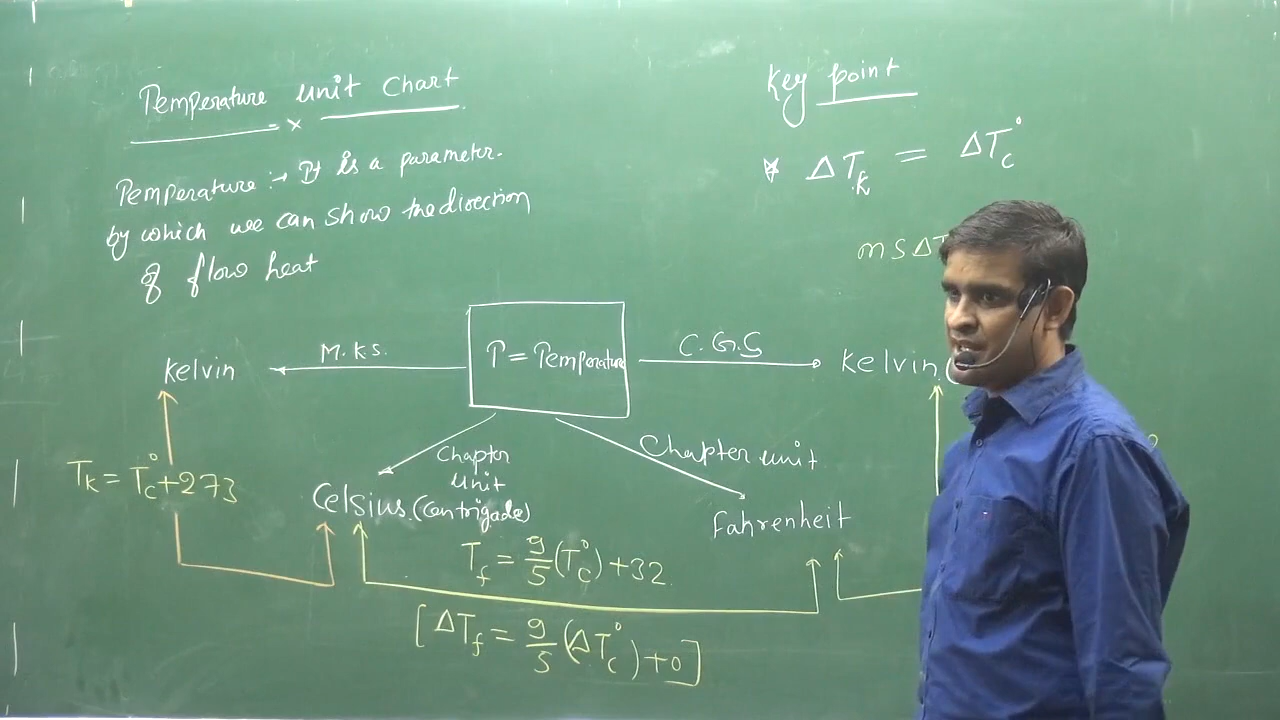 Temperature unit Chart
Temperature :→ It is a parameter.
by which we can show the direction
of flow heat
Key point
* ΔT_k = ΔT_c°
m s ΔT
T = Temperature
M.K.S.
Kelvin
C.G.S
Kelvin
Chapter
unit
Celsius. (Centrigade)
Chapter unit
Fahrenheit
T_K = T_c° + 273
T_f = 9/5 (T_c°) + 32.
[ΔT_f = 9/5 (ΔT_c°) + 0]